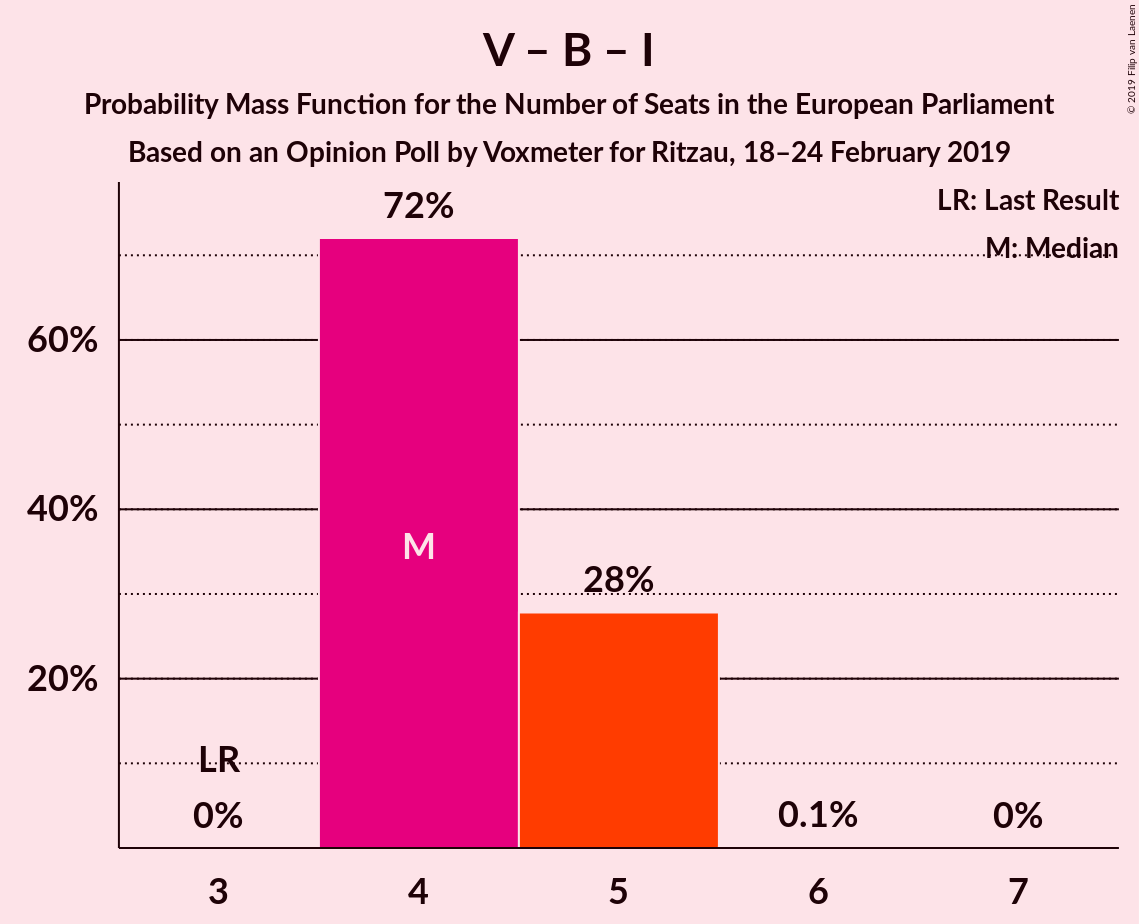 V – B – I
Probability Mass Function for the Number of Seats in the European Parliament
Based on an Opinion Poll by Voxmeter for Ritzau, 18–24 February 2019
© 2019 Filip van Laenen
LR: Last Result
M: Median
72%
60%
M
40%
28%
20%
LR
0%
0.1%
0%
3 4 5 6 7